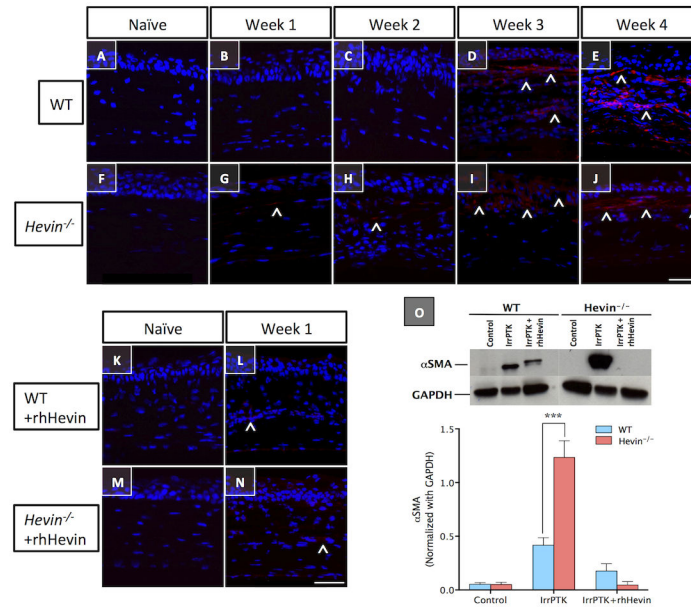 Naïve
Week 1
Week 2
Week 3
Week 4
WT
A
B
C
D
E
Hevin-/-
F
G
H
I
J
Naïve
Week 1
WT
+rhHevin
K
L
Hevin-/-
+rhHevin
M
N
O
WT
Hevin−/−
Control
IrrPTK
IrrPTK +
rhHevin
Control
IrrPTK
IrrPTK +
rhHevin
αSMA
GAPDH
***
WT
Hevin−/−
αSMA
(Normalized with GAPDH)
1.5
1.0
0.5
0.0
Control
IrrPTK
IrrPTK+rhHevin